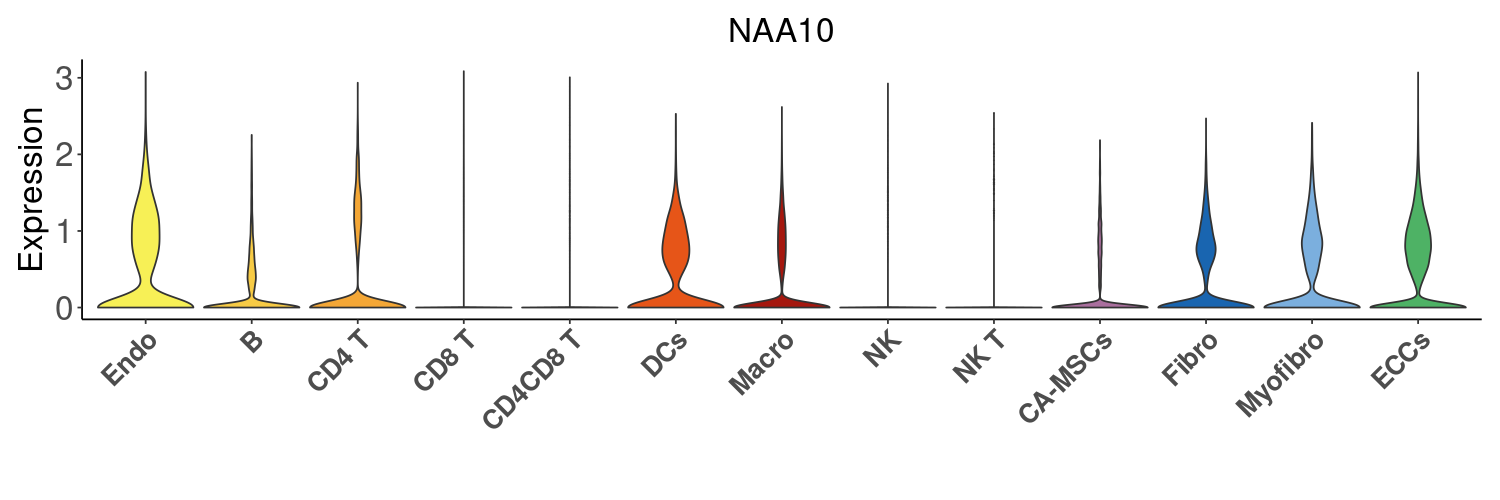 NAA10
Expression
3
2
1
0
Endo
B
CD4 T
CD8 T
CD4CD8 T
DCs
Macro
NK
NK T
CA-MSCs
Fibro
Myofibro
ECCs